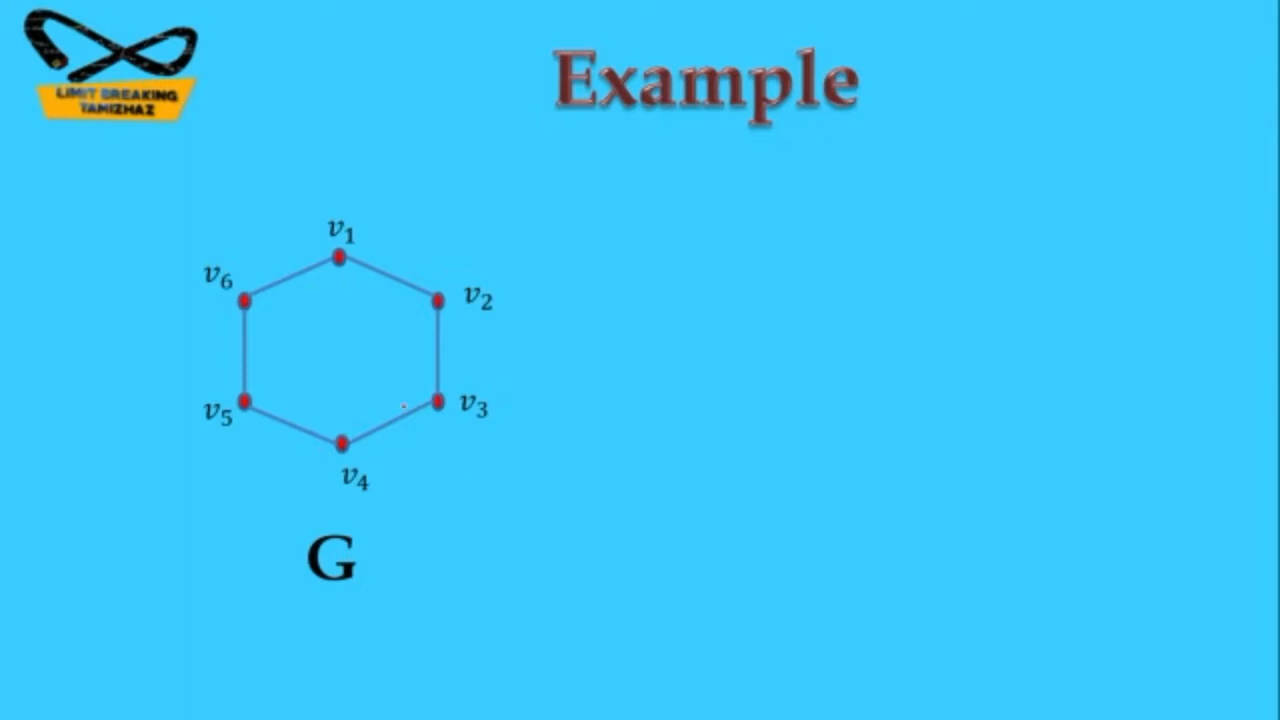 LIMIT BREAKING
TAMIZHAZ
Example
v₁
v₆
v₂
v₅
v₃
v₄
G